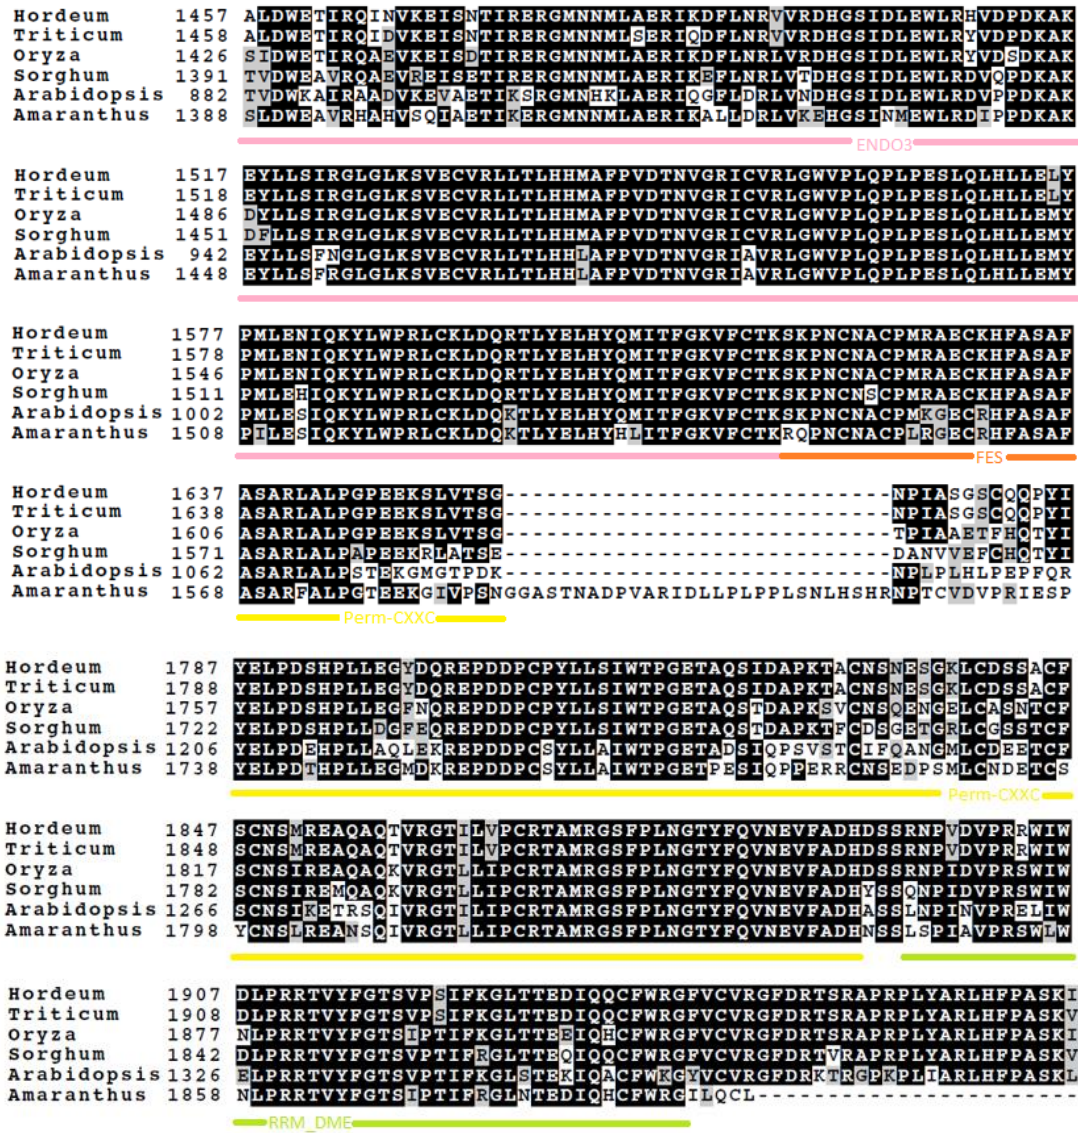 Hordeum 1457 ALDWETIRQINVKEISNTIRERGMNNMLAERIKDFLNRVVRDHGSIDLEWLRHVDPDKAK
Triticum 1458 ALDWETIRQIDVKEISNTIRERGMNNMLSERIQDFLNRVVRDHGSIDLEWLRYVDPDKAK
Oryza 1426 SIDWETIRQAEVKEISDTIRERGMNNMLAERIKDFLNRLVRDHGSIDLEWLRYVDSDKAK
Sorghum 1391 TVDWEAVRQAEVREISETIRERGMNNMLAERIKEFLNRLVTDHGSIDLEWLRDVQPDKAK
Arabidopsis 882 TVDWKAIRAADVKEVAETIKSRGMNHKLAERIQGFLDRLVNDHGSIDLEWLRDVPPDKAK
Amaranthus 1388 SLDWEAVRHAHVSQIAETIKERGMNNMLAERIKALLDRLVKEHGSINMEWLRDIPPDKAK
ENDO3
Hordeum 1517 EYLLSIRGLGLKSVECVRLLTLHHMAFPVDTNVGRICVRLGWVPLQPLPESLQLHLLELY
Triticum 1518 EYLLSIRGLGLKSVECVRLLTLHHMAFPVDTNVGRICVRLGWVPLQPLPESLQLHLLELY
Oryza 1486 DYLLSIRGLGLKSVECVRLLTLHHMAFPVDTNVGRICVRLGWVPLQPLPESLQLHLLEMY
Sorghum 1451 DFLLSIRGLGLKSVECVRLLTLHHMAFPVDTNVGRICVRLGWVPLQPLPESLQLHLLEMY
Arabidopsis 942 EYLLSFNGLGLKSVECVRLLTLHHLAFPVDTNVGRIAVRLGWVPLQPLPESLQLHLLEMY
Amaranthus 1448 EYLLSFRGLGLKSVECVRLLTLHHLAFPVDTNVGRIAVRLGWVPLQPLPESLQLHLLEMY
Hordeum 1577 PMLENIQKYLWPRLCKLDQRTLYELHYQMITFGKVFCTKSKPNCNACPMRAECKHFASAF
Triticum 1578 PMLENIQKYLWPRLCKLDQRTLYELHYQMITFGKVFCTKSKPNCNACPMRAECKHFASAF
Oryza 1546 PMLENIQKYLWPRLCKLDQRTLYELHYQMITFGKVFCTKSKPNCNACPMRAECKHFASAF
Sorghum 1511 PMLEHIQKYLWPRLCKLDQRTLYELHYQMITFGKVFCTKSKPNCNSCPMRAECKHFASAF
Arabidopsis 1002 PMLESIQKYLWPRLCKLDQKTLYELHYQMITFGKVFCTKSKPNCNACPMKGECRHFASAF
Amaranthus 1508 PILESIQKYLWPRLCKLDQKTLYELHYHLITFGKVFCTKRQPNCNACPLRGECRHFASAF
FES
Hordeum 1637 ASARLALPGPEEKSLVTSG----------------------------NPIASGSCQQPYI
Triticum 1638 ASARLALPGPEEKSLVTSG----------------------------NPIASGSCQQPYI
Oryza 1606 ASARLALPGPEEKSLVTSG----------------------------TPIAAETFHQTYI
Sorghum 1571 ASARLALPAPEEKRLATSE----------------------------DANVVEFCHQTYI
Arabidopsis 1062 ASARLALPSTEKGMGTPDK----------------------------NPLPLHLPEPFQR
Amaranthus 1568 ASARFALPGTEEKGIVPSNGGASTNADPVARIDLLPLPPLSNLHSHRNPTCVDVPRIESP
Perm-CXXC
Hordeum 1787 YELPDSHPLLEGYDQREPDDPCPYLLSIWTPGETAQSIDAPKTACNSNESGKLCDSSACF
Triticum 1788 YELPDSHPLLEGYDQREPDDPCPYLLSIWTPGETAQSIDAPKTACNSNESGKLCDSSACF
Oryza 1757 YELPDSHPLLEGFNQREPDDPCPYLLSIWTPGETAQSTDAPKSVCNSQENGELCASNTCF
Sorghum 1722 YELPDSHPLLDGFEQREPDDPCPYLLSIWTPGETAQSTDAPKTFCDSGETGRLCGSSTCF
Arabidopsis 1206 YELPDEHPLLAQLEKREPDDPCSYLLAIWTPGETADSIQPSVSTCIFQANGMLCDEETCF
Amaranthus 1738 YELPDTHPLLEGMDKREPDDPCSYLLAIWTPGETPESIQPPERRCNSEDPSMLCNDETCS
Perm-CXXC
Hordeum 1847 SCNSMREAQAQTVRGTILVPCRTAMRGSFPLNGTYFQVNEVFADHDSSRNPVDVPRRWIW
Triticum 1848 SCNSMREAQAQTVRGTILVPCRTAMRGSFPLNGTYFQVNEVFADHDSSRNPVDVPRRWIW
Oryza 1817 SCNSIREAQAQKVRGTLLIPCRTAMRGSFPLNGTYFQVNEVFADHDSSRNPIDVPRSWIW
Sorghum 1782 SCNSIREMQAQKVRGTLLIPCRTAMRGSFPLNGTYFQVNEVFADHYSSQNPIDVPRSWIW
Arabidopsis 1266 SCNSIKETRSQIVRGTILIPCRTAMRGSFPLNGTYFQVNEVFADHASSLNPINVPRELIW
Amaranthus 1798 YCNSLREANSQIVRGTLLIPCRTAMRGSFPLNGTYFQVNEVFADHNSSLSPIAVPRSWLW
Hordeum 1907 DLPRRTVYFGTSVPSIFKGLTTEDIQQCFWRGFVCVRGFDRTSRAPRPLYARLHFPASKI
Triticum 1908 DLPRRTVYFGTSVPSIFKGLTTEDIQQCFWRGFVCVRGFDRTSRAPRPLYARLHFPASKV
Oryza 1877 NLPRRTVYFGTSIPTIFKGLTTEEIQHCFWRGFVCVRGFDRTSRAPRPLYARLHFPASKI
Sorghum 1842 DLPRRTVYFGTSVPTIFRGLTTEQIQQCFWRGFVCVRGFDRTVRAPRPLYARLHFPASKV
Arabidopsis 1326 ELPRRTVYFGTSVPTIFKGLSTEKIQACFWKGYVCVRGFDRKTRGPKPLIARLHFPASKL
Amaranthus 1858 NLPRRTVYFGTSIPTIFRGLNTEDIQHCFWRGILQCL-----------------------
RRM_DME